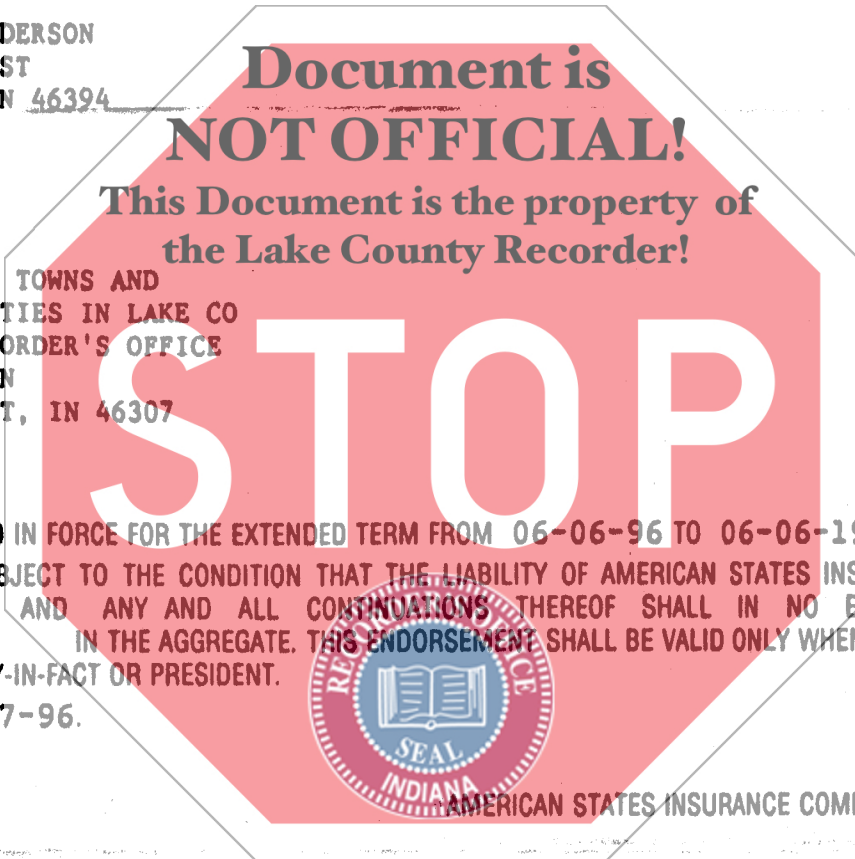 DERSON
ST
N 46394
Document is
NOT OFFICIAL!
This Document is the property of
the Lake County Recorder!
TOWNS AND
TIES IN LAKE CO
ORDER'S OFFICE
N
T, IN 46307
STOP
IN FORCE FOR THE EXTENDED TERM FROM 06-06-96 TO 06-06-19
BJECT TO THE CONDITION THAT THE LIABILITY OF AMERICAN STATES INS
AND ANY AND ALL CONTINUATIONS THEREOF SHALL IN NO E
IN THE AGGREGATE. THIS ENDORSEMENT SHALL BE VALID ONLY WHEN
Y-IN-FACT OR PRESIDENT.
7-96.
RECORDER'S OFFICE
SEAL
INDIANA
AMERICAN STATES INSURANCE COMP